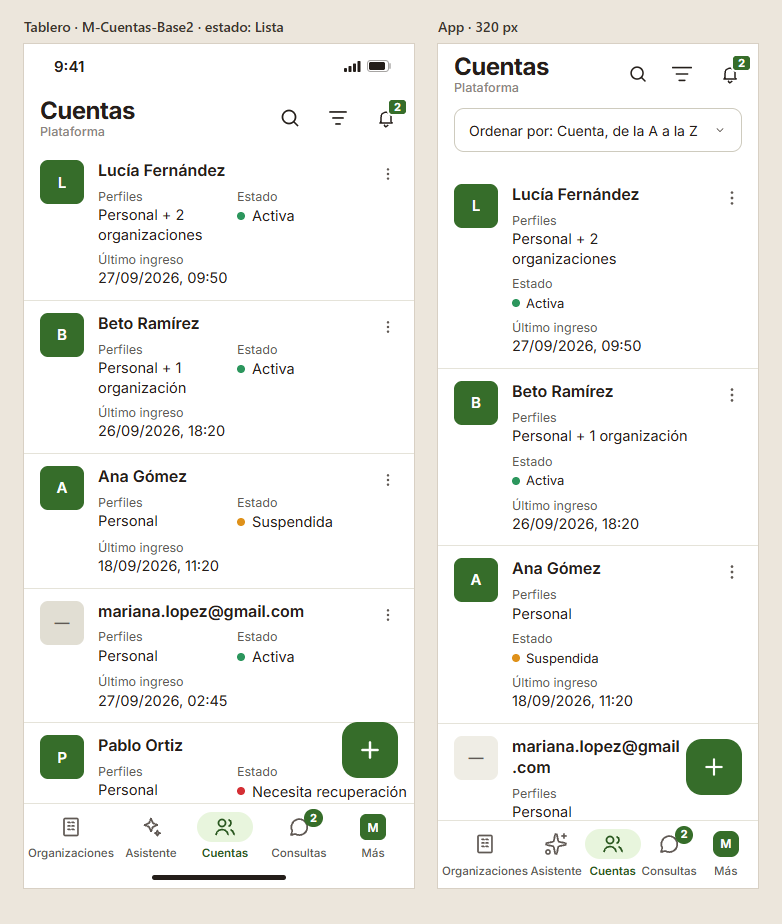 Tablero · M-Cuentas-Base2 · estado: Lista
9:41
Cuentas
Plataforma
2
L
Lucía Fernández
Perfiles
Estado
Personal + 2
organizaciones
Activa
Último ingreso
27/09/2026, 09:50
B
Beto Ramírez
Perfiles
Estado
Personal + 1
organización
Activa
Último ingreso
26/09/2026, 18:20
A
Ana Gómez
Perfiles
Estado
Personal
Suspendida
Último ingreso
18/09/2026, 11:20
—
mariana.lopez@gmail.com
Perfiles
Estado
Personal
Activa
Último ingreso
27/09/2026, 02:45
P
Pablo Ortiz
Perfiles
Estado
Personal
Necesita recuperación
Organizaciones
Asistente
Cuentas
2
Consultas
M
Más
App · 320 px
Cuentas
Plataforma
2
Ordenar por: Cuenta, de la A a la Z
L
Lucía Fernández
Perfiles
Personal + 2
organizaciones
Estado
Activa
Último ingreso
27/09/2026, 09:50
B
Beto Ramírez
Perfiles
Personal + 1 organización
Estado
Activa
Último ingreso
26/09/2026, 18:20
A
Ana Gómez
Perfiles
Personal
Estado
Suspendida
Último ingreso
18/09/2026, 11:20
—
mariana.lopez@gmail
.com
Perfiles
Personal
Organizaciones
Asistente
Cuentas
2
Consultas
M
Más